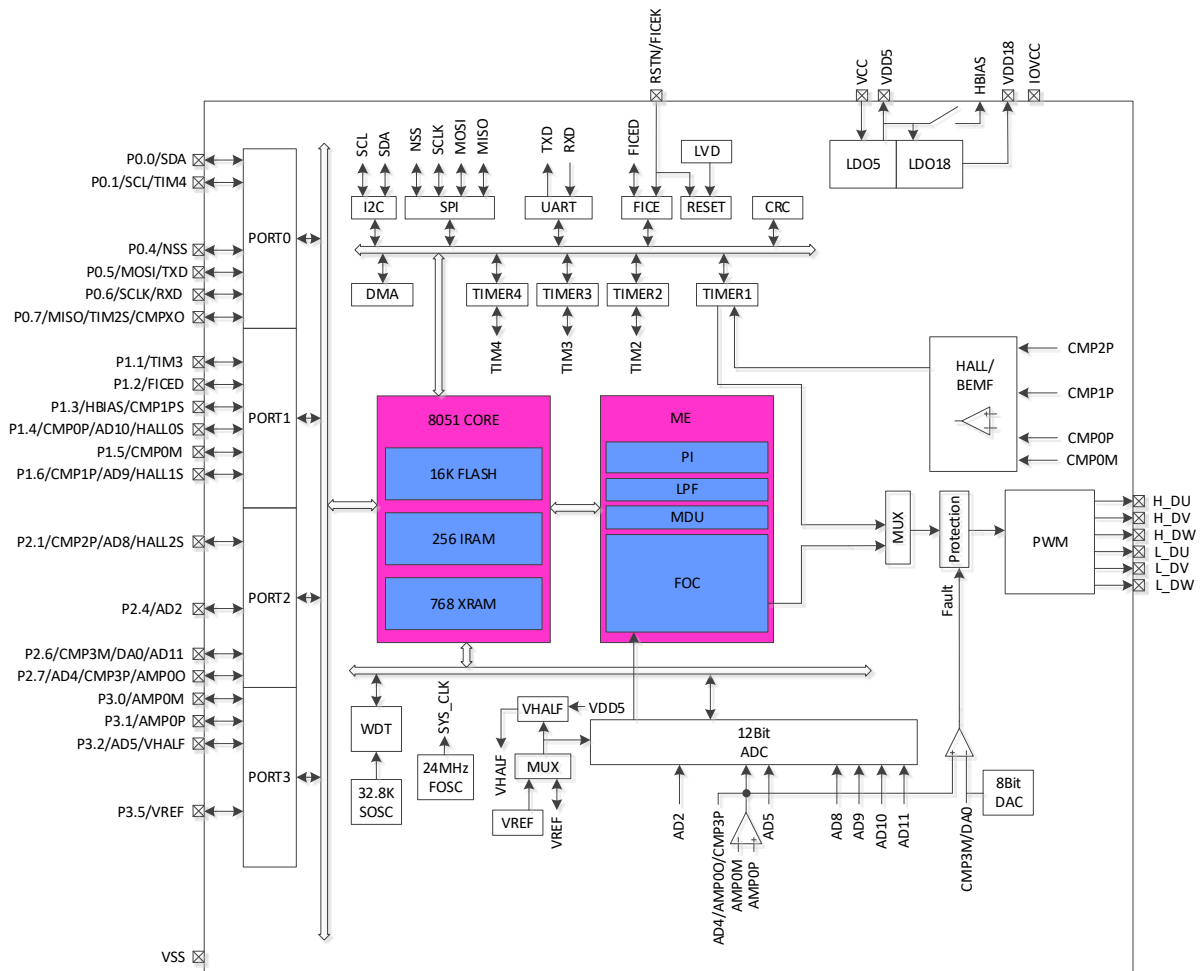 RSTN/FICEK
VCC
VDD5
HBIAS
VDD18
IOVCC
P0.0/SDA
P0.1/SCL/TIM4
P0.4/NSS
P0.5/MOSI/TXD
P0.6/SCLK/RXD
P0.7/MISO/TIM2S/CMPXO
P1.1/TIM3
P1.2/FICED
P1.3/HBIAS/CMP1PS
P1.4/CMP0P/AD10/HALL0S
P1.5/CMP0M
P1.6/CMP1P/AD9/HALL1S
P2.1/CMP2P/AD8/HALL2S
P2.4/AD2
P2.6/CMP3M/DA0/AD11
P2.7/AD4/CMP3P/AMP0O
P3.0/AMP0M
P3.1/AMP0P
P3.2/AD5/VHALF
P3.5/VREF
VSS
PORT0
PORT1
PORT2
PORT3
SCL
SDA
NSS
SCLK
MOSI
MISO
TXD
RXD
FICED
LVD
I2C
SPI
UART
FICE
RESET
CRC
LDO5
LDO18
DMA
TIMER4
TIMER3
TIMER2
TIMER1
TIM4
TIM3
TIM2
HALL/
BEMF
CMP2P
CMP1P
CMP0P
CMP0M
8051 CORE
16K FLASH
256 IRAM
768 XRAM
ME
PI
LPF
MDU
FOC
MUX
Protection
Fault
PWM
H_DU
H_DV
H_DW
L_DU
L_DV
L_DW
WDT
32.8K
SOSC
SYS_CLK
24MHz
FOSC
VHALF
VDD5
VHALF
MUX
VREF
VREF
12Bit
ADC
AD2
AD4/AMP0O/CMP3P
AMP0M
AMP0P
AD5
AD8
AD9
AD10
AD11
CMP3M/DA0
8Bit
DAC